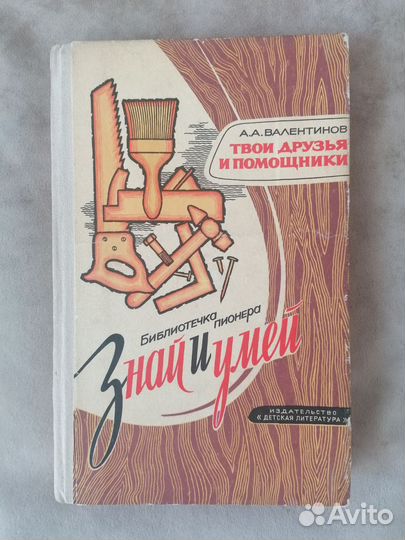 А.А.ВАЛЕНТИНОВ
ТВОИ ДРУЗЬЯ
И ПОМОЩНИКИ
Библиотечка
пионера
Знай и умей
ИЗДАТЕЛЬСТВО
«ДЕТСКАЯ ЛИТЕРАТУРА»
Avito